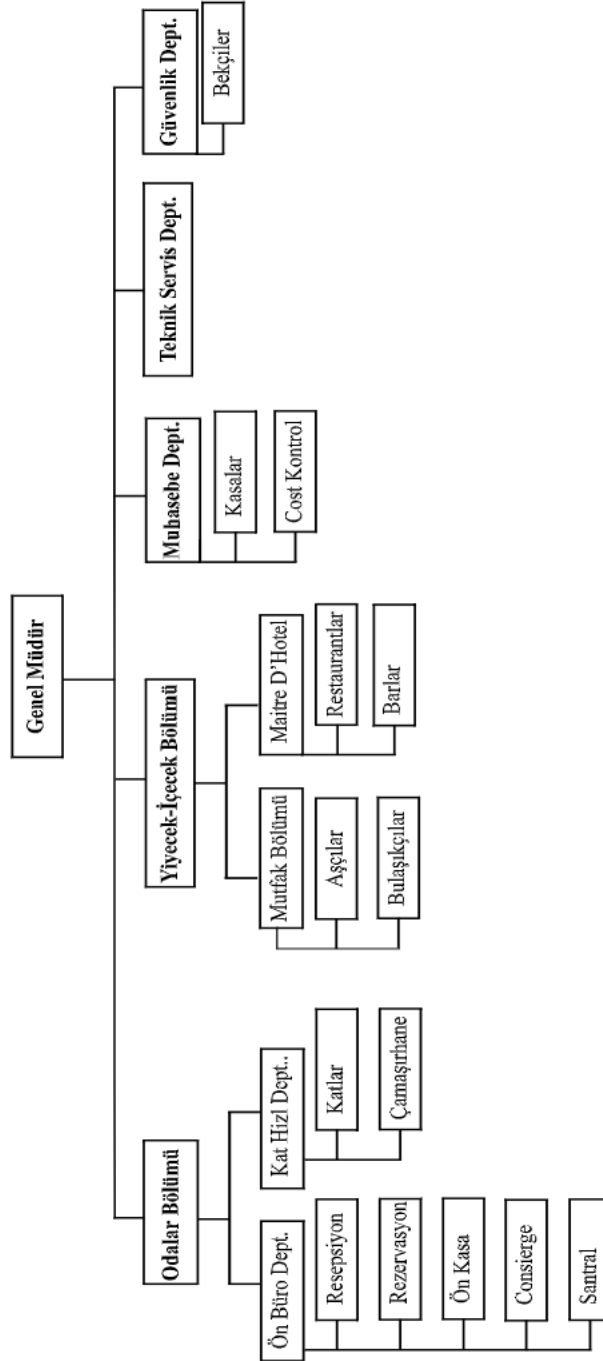 Genel Müdür
Odalar Bölümü
Yiyecek-İçecek Bölümü
Muhasebe Dept.
Teknik Servis Dept.
Güvenlik Dept.
Ön Büro Dept.
Resepsiyon
Rezervasyon
Ön Kasa
Consierge
Santral
Kat Hizl Dept..
Katlar
Çamaşırhane
Mutfak Bölümü
Aşçılar
Bulaşıkçılar
Maitre D'Hotel
Restaurantlar
Barlar
Kasalar
Cost Kontrol
Bekçiler